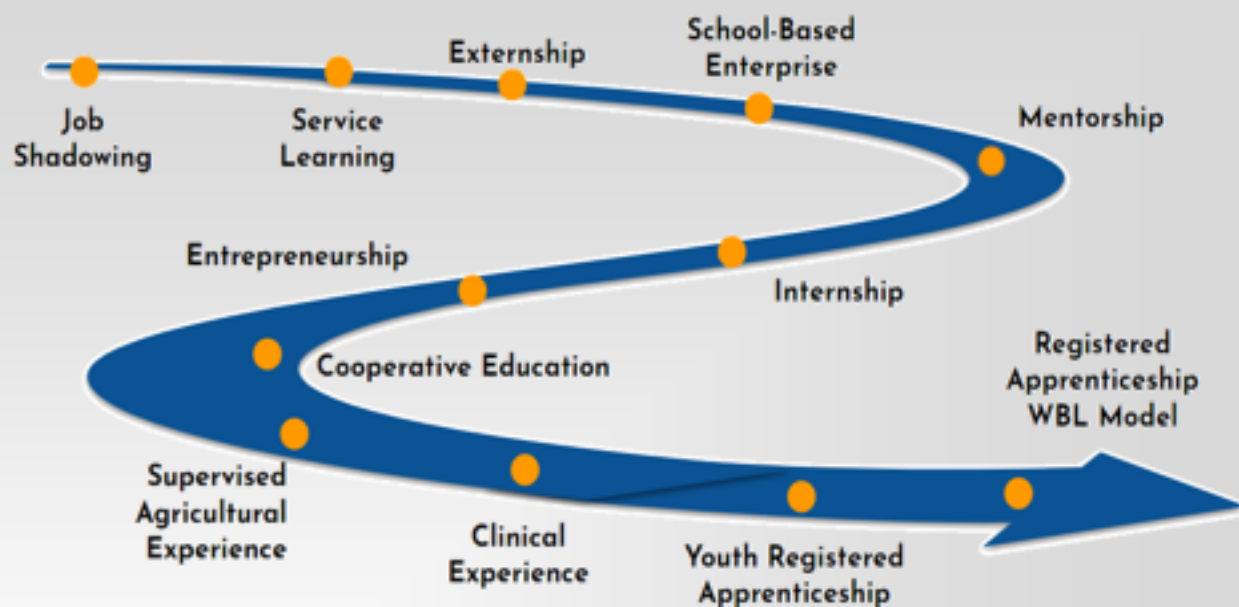 Job
Shadowing
Service
Learning
Externship
School-Based
Enterprise
Mentorship
Internship
Entrepreneurship
Cooperative Education
Supervised
Agricultural
Experience
Clinical
Experience
Youth Registered
Apprenticeship
Registered
Apprenticeship
WBL Model